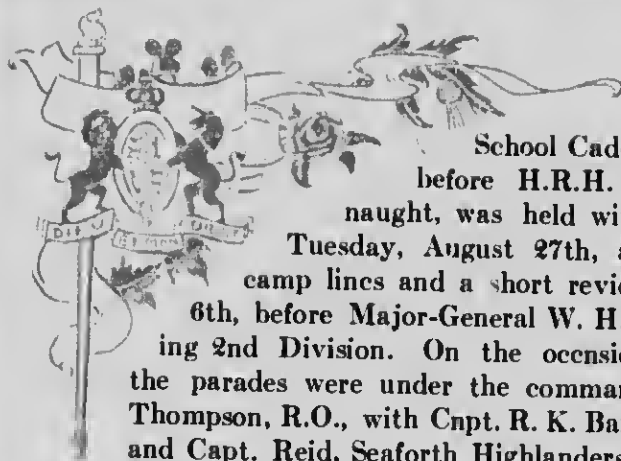 School Cad
before H.R.H.
naught, was held wi
Tuesday, August 27th, a
camp lines and a short revie
6th, before Major-General W. H.
ing 2nd Division. On the occnsi
the parades were under the comman
Thompson, R.O., with Cnpt. R. K. Ba
and Capt. Reid, Seaforth Highlanders